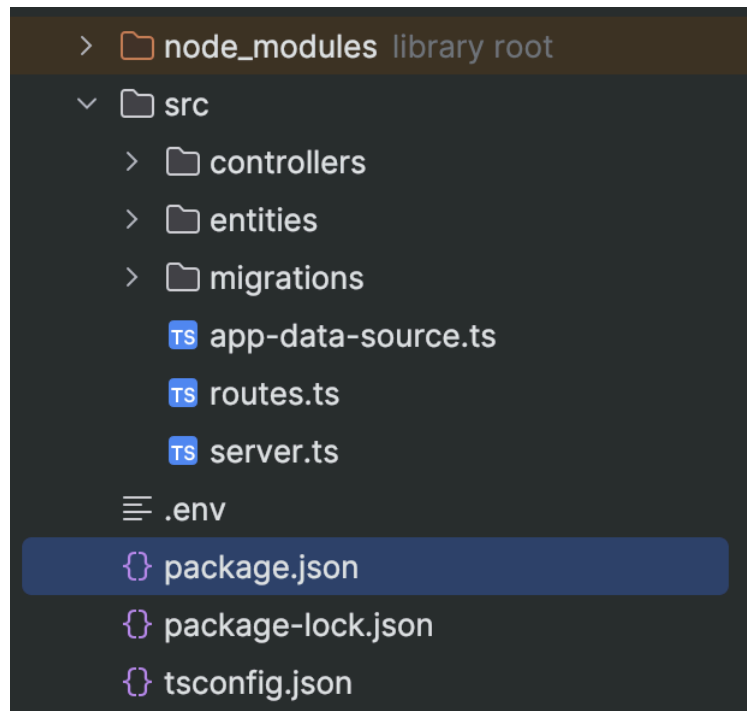 node_modules library root
src
controllers
entities
migrations
TS app-data-source.ts
TS routes.ts
TS server.ts
.env
{} package.json
{} package-lock.json
{} tsconfig.json